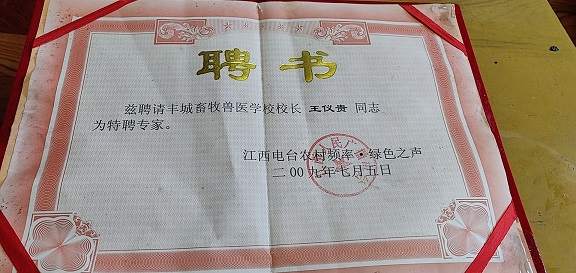 聘书
兹聘请丰城畜牧兽医学校校长 王仪贵 同志
为特聘专家。
江西电台农村频率·绿色之声
二00九年七月五日